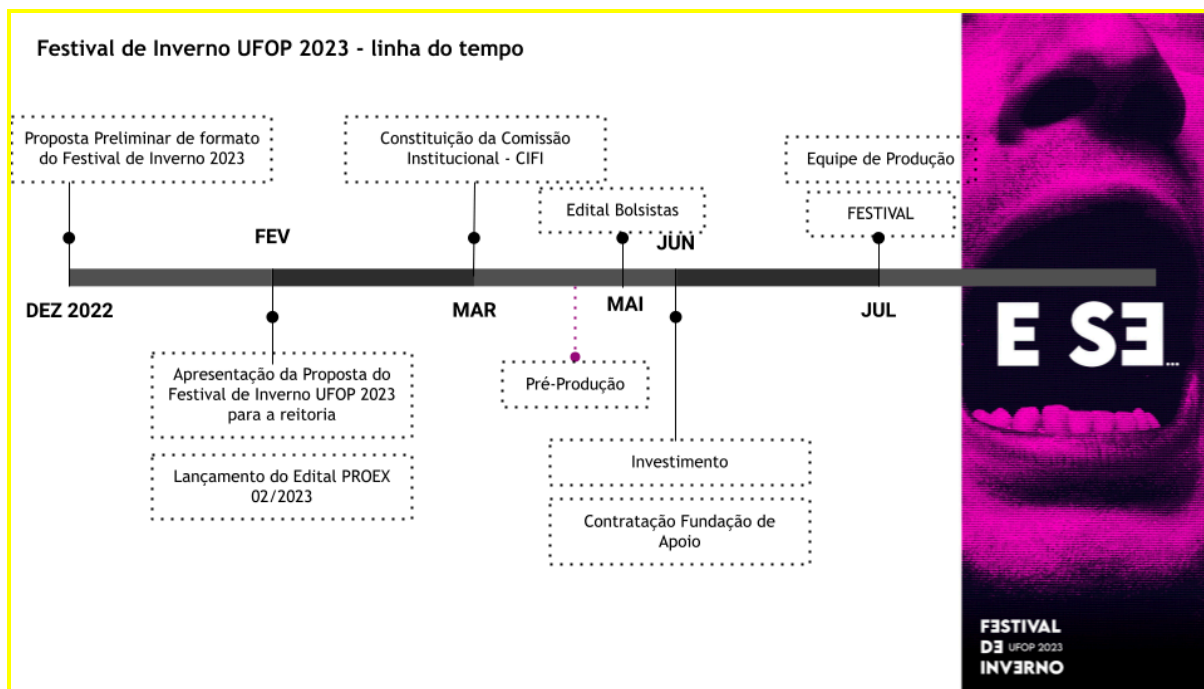 Festival de Inverno UFOP 2023 - linha do tempo
Proposta Preliminar de formato
do Festival de Inverno 2023
Constituição da Comissão
Institucional - CIFI
Equipe de Produção
Edital Bolsistas
FESTIVAL
FEV
JUN
DEZ 2022
MAR
MAI
JUL
E SE...
Apresentação da Proposta do
Festival de Inverno UFOP 2023
para a reitoria
Pré-Produção
Lançamento do Edital PROEX
02/2023
Investimento
Contratação Fundação de
Apoio
FESTIVAL
DE UFOP 2023
INVERNO